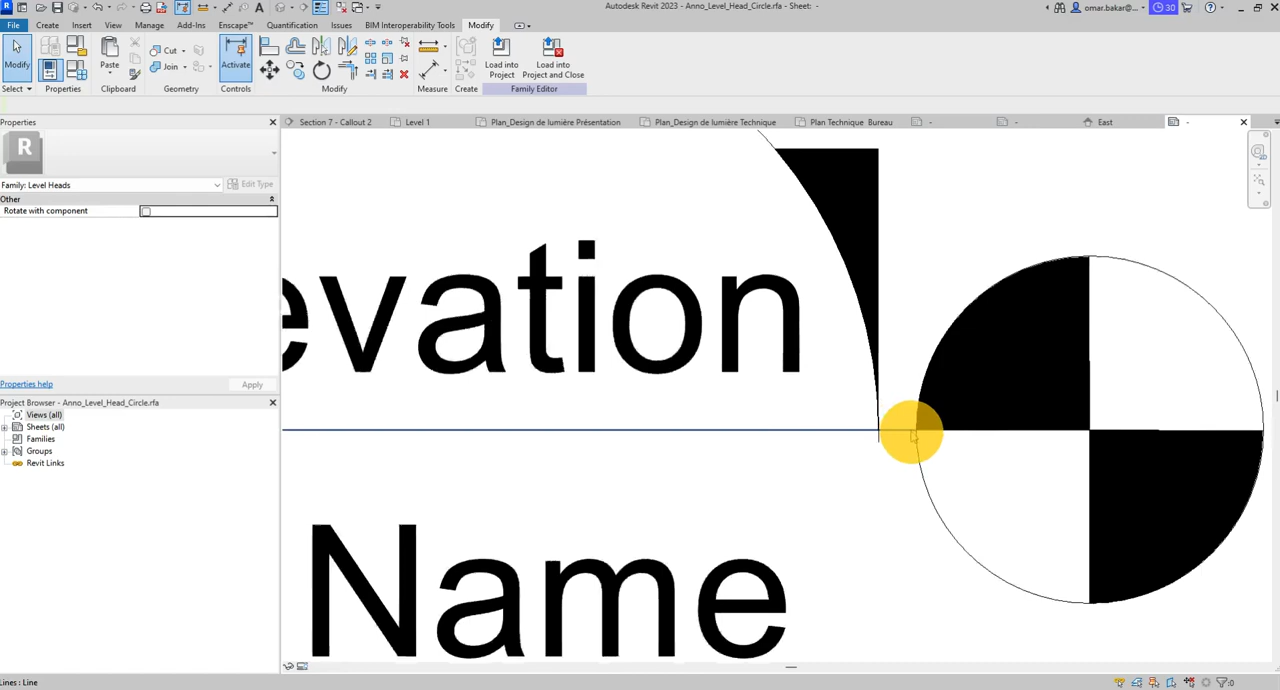 Autodesk Revit 2023 - Anno_Level_Head_Circle.rfa - Sheet: -
omar.bakar@...
30
File
Create
Insert
View
Manage
Add-Ins
Enscape™
Quantification
Issues
BIM Interoperability Tools
Modify
Modify
Paste
Cut
Join
Activate
Load into
Project
Load into
Project and Close
Select
Properties
Clipboard
Geometry
Controls
Modify
Measure
Create
Family Editor
Properties
Section 7 - Callout 2
Level 1
Plan_Design de lumière Présentation
Plan_Design de lumière Technique
Plan Technique Bureau
-
-
East
-
R
Family: Level Heads
Edit Type
Other
Rotate with component
Properties help
Apply
Project Browser - Anno_Level_Head_Circle.rfa
Views (all)
Sheets (all)
Families
Groups
Revit Links
evation
Name
Lines : Line
:0